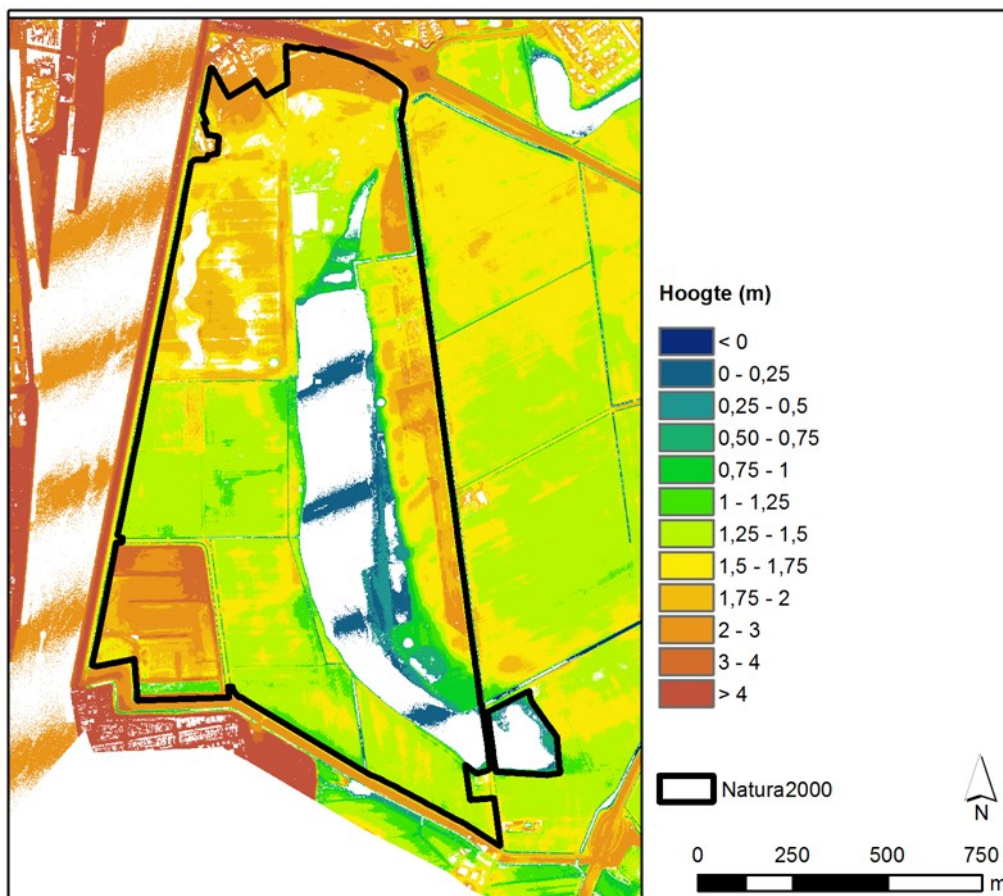 Hoogte (m)
< 0
0 - 0,25
0,25 - 0,5
0,50 - 0,75
0,75 - 1
1 - 1,25
1,25 - 1,5
1,5 - 1,75
1,75 - 2
2 - 3
3 - 4
> 4
Natura2000
N
0 250 500 750
m